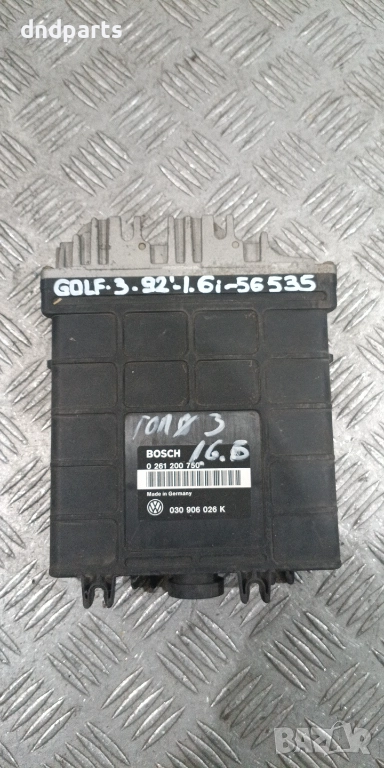 dndparts
GOLF-3-92'-1.6i-56535
ГОЛФ 3
BOSCH
1.6.Б
0 261 200 750
Made in Germany
030 906 026 K
BAZAR